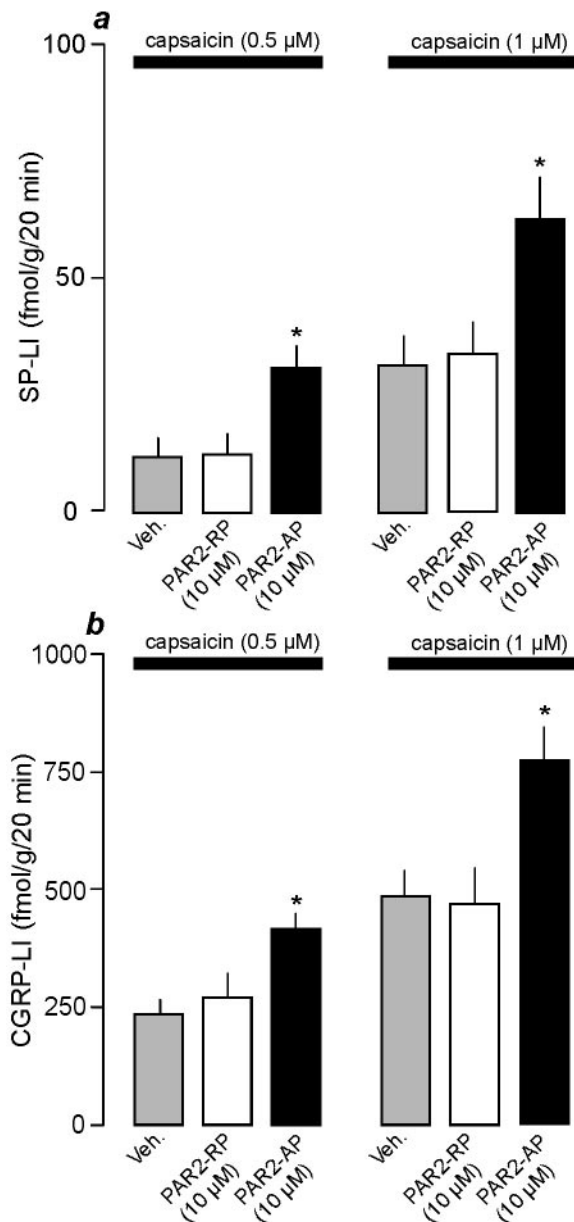 a
capsaicin (0.5 µM)
capsaicin (1 µM)
SP-LI (fmol/g/20 min)
100
50
0
*
*
Veh.
PAR2-RP
(10 µM)
PAR2-AP
(10 µM)
Veh.
PAR2-RP
(10 µM)
PAR2-AP
(10 µM)
b
capsaicin (0.5 µM)
capsaicin (1 µM)
CGRP-LI (fmol/g/20 min)
1000
750
500
250
0
*
*
Veh.
PAR2-RP
(10 µM)
PAR2-AP
(10 µM)
Veh.
PAR2-RP
(10 µM)
PAR2-AP
(10 µM)